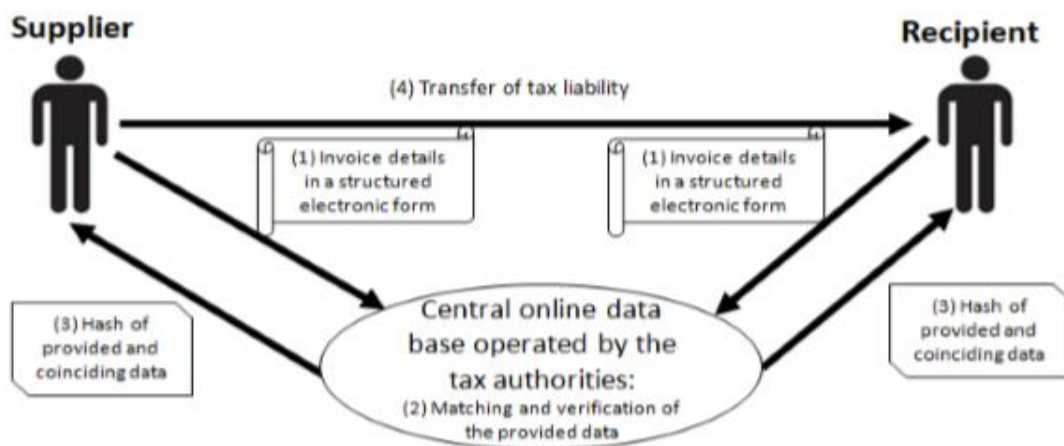 Supplier
Recipient
(4) Transfer of tax liability
(1) Invoice details
in a structured
electronic form
(1) Invoice details
in a structured
electronic form
(3) Hash of
provided and
coinciding data
Central online data
base operated by the
tax authorities:
(2) Matching and verification of
the provided data
(3) Hash of
provided and
coinciding data